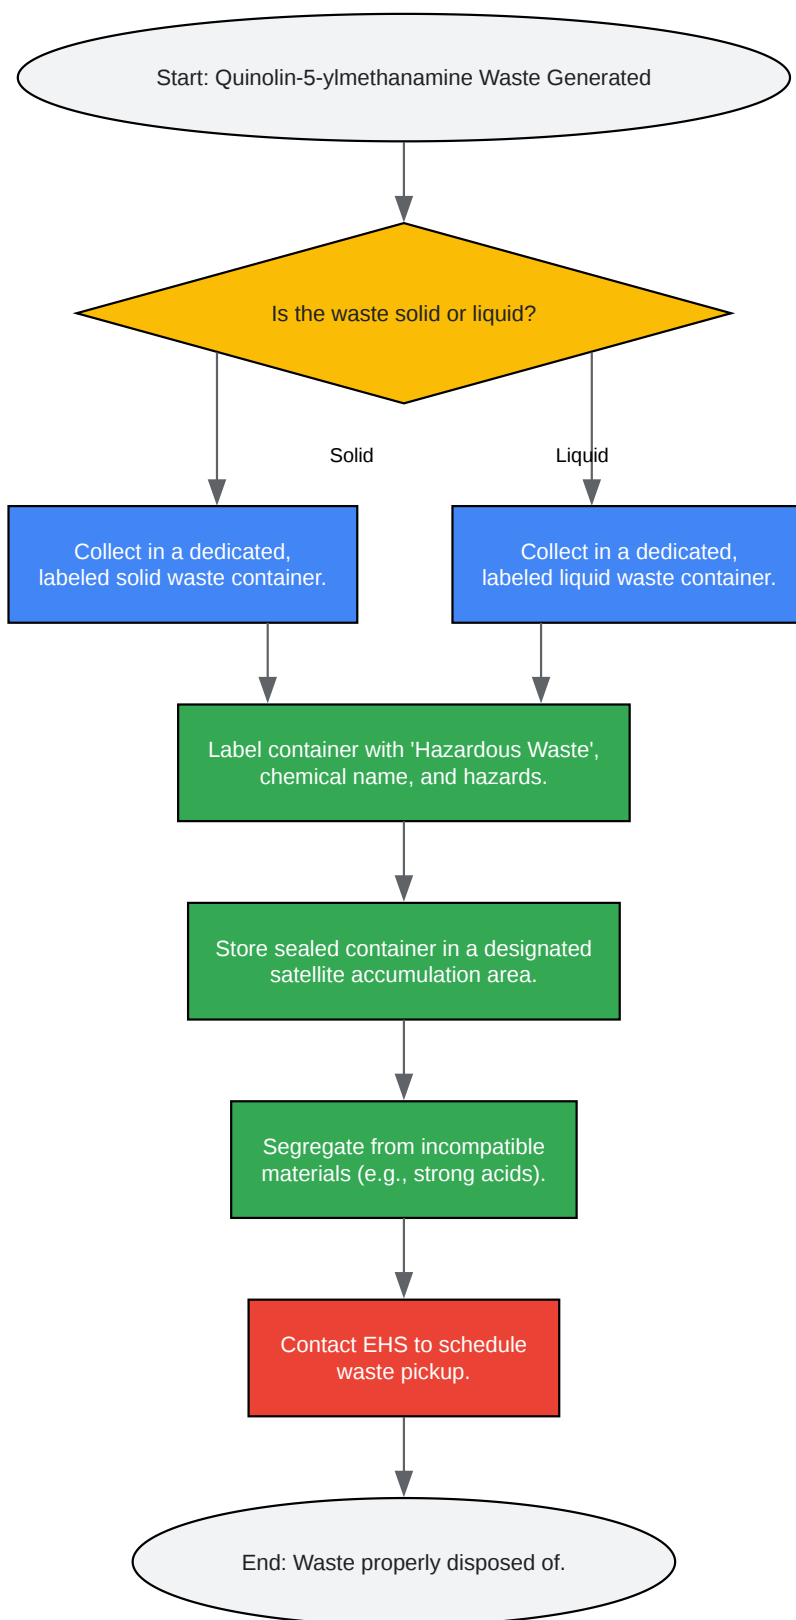 Start: Quinolin-5-ylmethanamine Waste Generated
Is the waste solid or liquid?
Solid
Liquid
Collect in a dedicated,
labeled solid waste container.
Collect in a dedicated,
labeled liquid waste container.
Label container with 'Hazardous Waste',
chemical name, and hazards.
Store sealed container in a designated
satellite accumulation area.
Segregate from incompatible
materials (e.g., strong acids).
Contact EHS to schedule
waste pickup.
End: Waste properly disposed of.